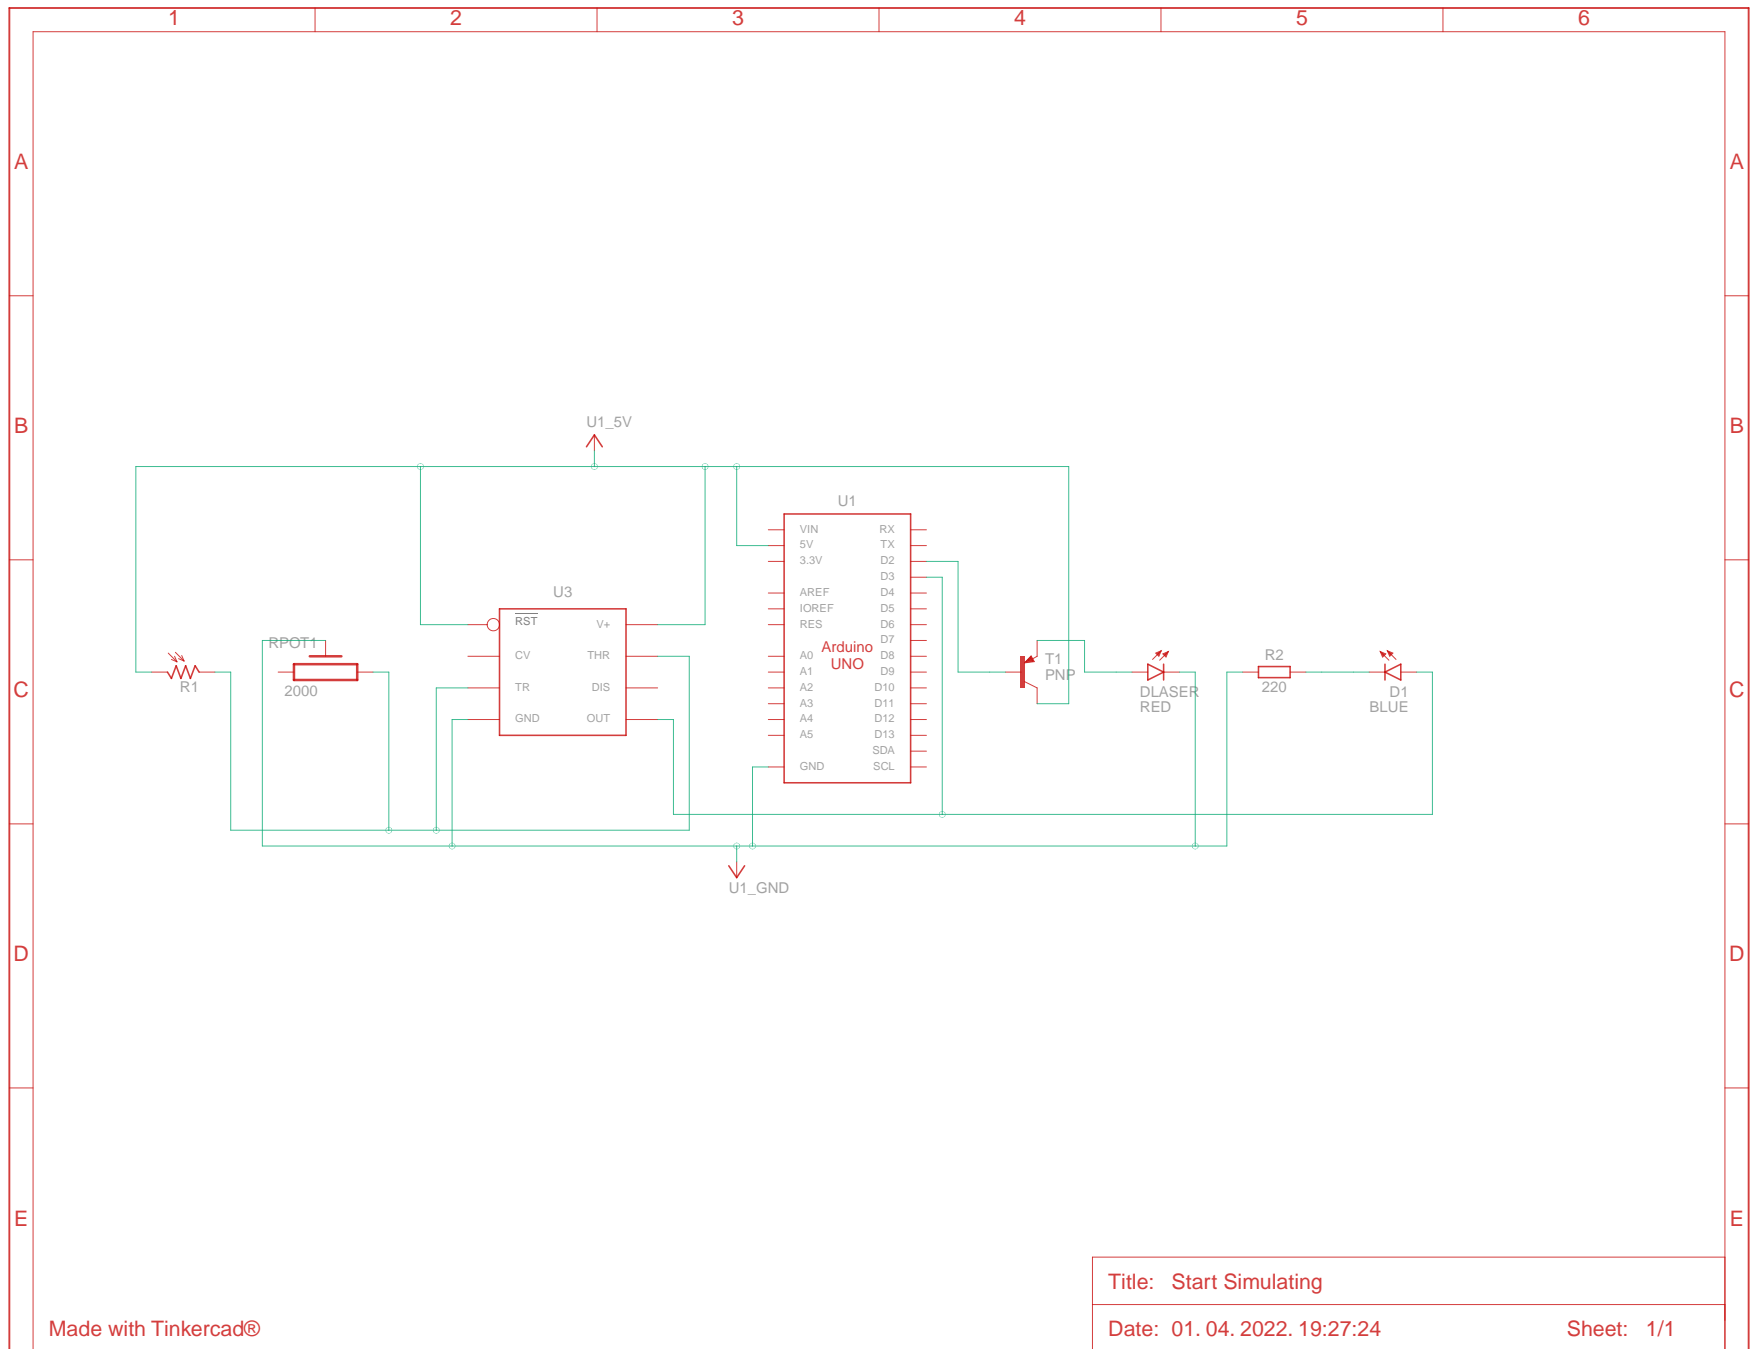 1 2 3 4 5 6
A A
B B
U1_5V
U1
VIN RX
5V TX
3.3V D2
D3
AREF D4
IOREF D5
RES D6
D7
A0 D8
A1 D9
A2 D10
A3 D11
A4 D12
A5 D13
SDA
GND SCL
Arduino
UNO
U3
RST V+
CV THR
TR DIS
GND OUT
RPOT1
2000
R1
T1
PNP
DLASER
RED
R2
220
D1
BLUE
C C
U1_GND
D D
E E
Title: Start Simulating
Made with Tinkercad®
Date: 01. 04. 2022. 19:27:24 Sheet: 1/1